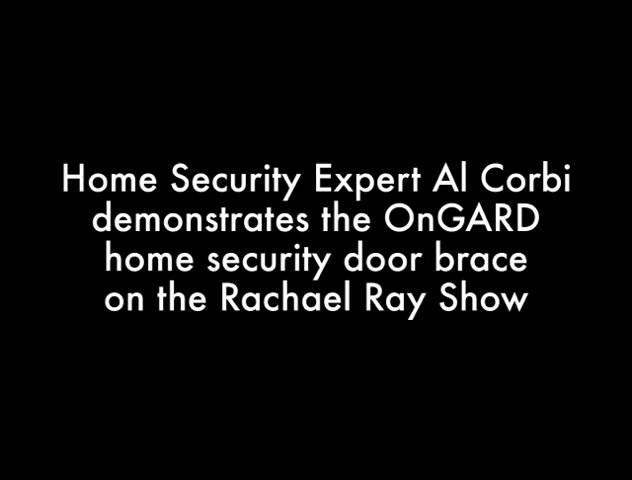 Home Security Expert Al Corbi
demonstrates the OnGARD
home security door brace
on the Rachael Ray Show